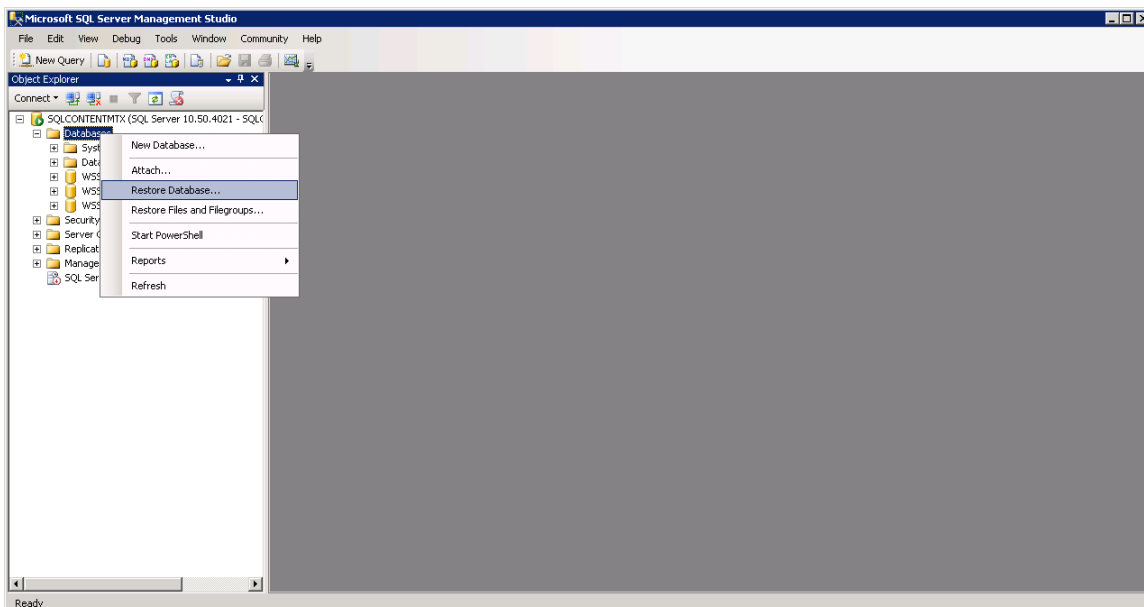 Microsoft SQL Server Management Studio
File Edit View Debug Tools Window Community Help
New Query
Object Explorer
Connect
SQLCONTENTMTX (SQL Server 10.50.4021 - SQL
Databases
Syst
New Database...
Data
Attach...
WSS
WSS
Restore Database...
WSS
Restore Files and Filegroups...
Security
Server
Start PowerShell
Replicat
Manage
Reports
SQL Ser
Refresh
Ready